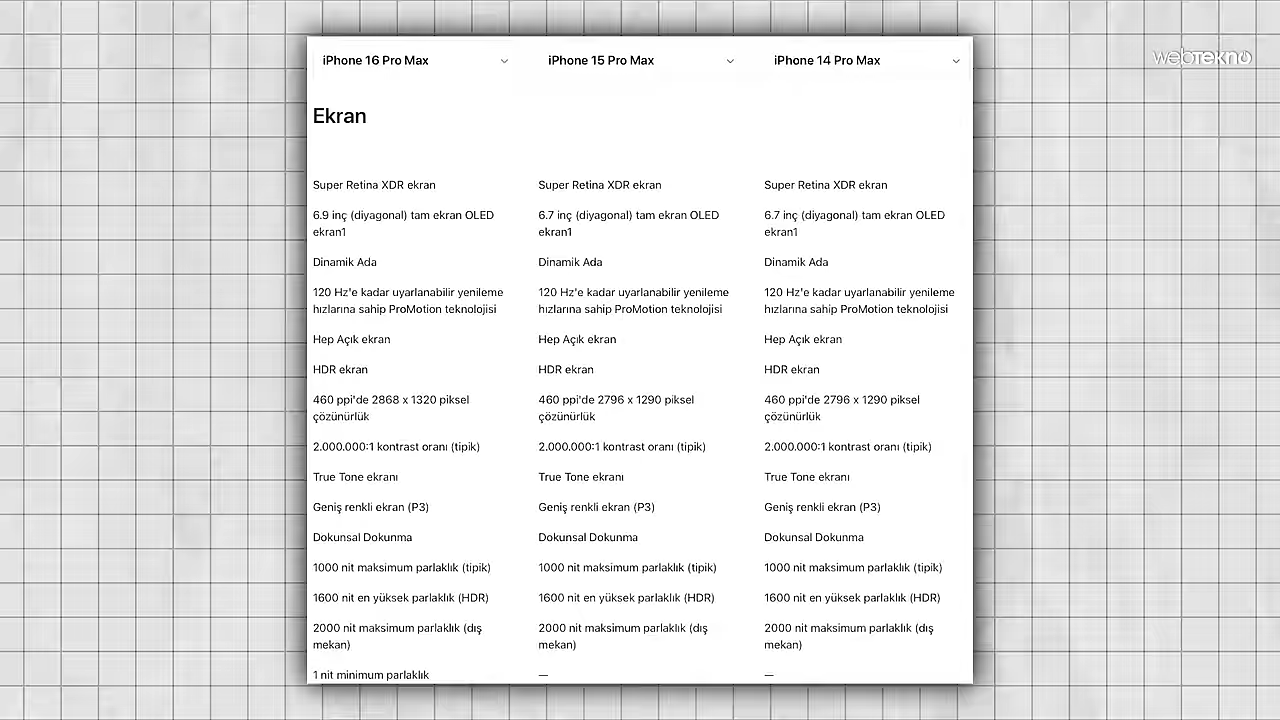 iPhone 16 Pro Max
iPhone 15 Pro Max
iPhone 14 Pro Max
webtekno
Ekran
Super Retina XDR ekran
Super Retina XDR ekran
Super Retina XDR ekran
6.9 inç (diyagonal) tam ekran OLED
ekran1
6.7 inç (diyagonal) tam ekran OLED
ekran1
6.7 inç (diyagonal) tam ekran OLED
ekran1
Dinamik Ada
Dinamik Ada
Dinamik Ada
120 Hz'e kadar uyarlanabilir yenileme
hızlarına sahip ProMotion teknolojisi
120 Hz'e kadar uyarlanabilir yenileme
hızlarına sahip ProMotion teknolojisi
120 Hz'e kadar uyarlanabilir yenileme
hızlarına sahip ProMotion teknolojisi
Hep Açık ekran
Hep Açık ekran
Hep Açık ekran
HDR ekran
HDR ekran
HDR ekran
460 ppi'de 2868 x 1320 piksel
çözünürlük
460 ppi'de 2796 x 1290 piksel
çözünürlük
460 ppi'de 2796 x 1290 piksel
çözünürlük
2.000.000:1 kontrast oranı (tipik)
2.000.000:1 kontrast oranı (tipik)
2.000.000:1 kontrast oranı (tipik)
True Tone ekranı
True Tone ekranı
True Tone ekranı
Geniş renkli ekran (P3)
Geniş renkli ekran (P3)
Geniş renkli ekran (P3)
Dokunsal Dokunma
Dokunsal Dokunma
Dokunsal Dokunma
1000 nit maksimum parlaklık (tipik)
1000 nit maksimum parlaklık (tipik)
1000 nit maksimum parlaklık (tipik)
1600 nit en yüksek parlaklık (HDR)
1600 nit en yüksek parlaklık (HDR)
1600 nit en yüksek parlaklık (HDR)
2000 nit maksimum parlaklık (dış
mekan)
2000 nit maksimum parlaklık (dış
mekan)
2000 nit maksimum parlaklık (dış
mekan)
1 nit minimum parlaklık
—
—